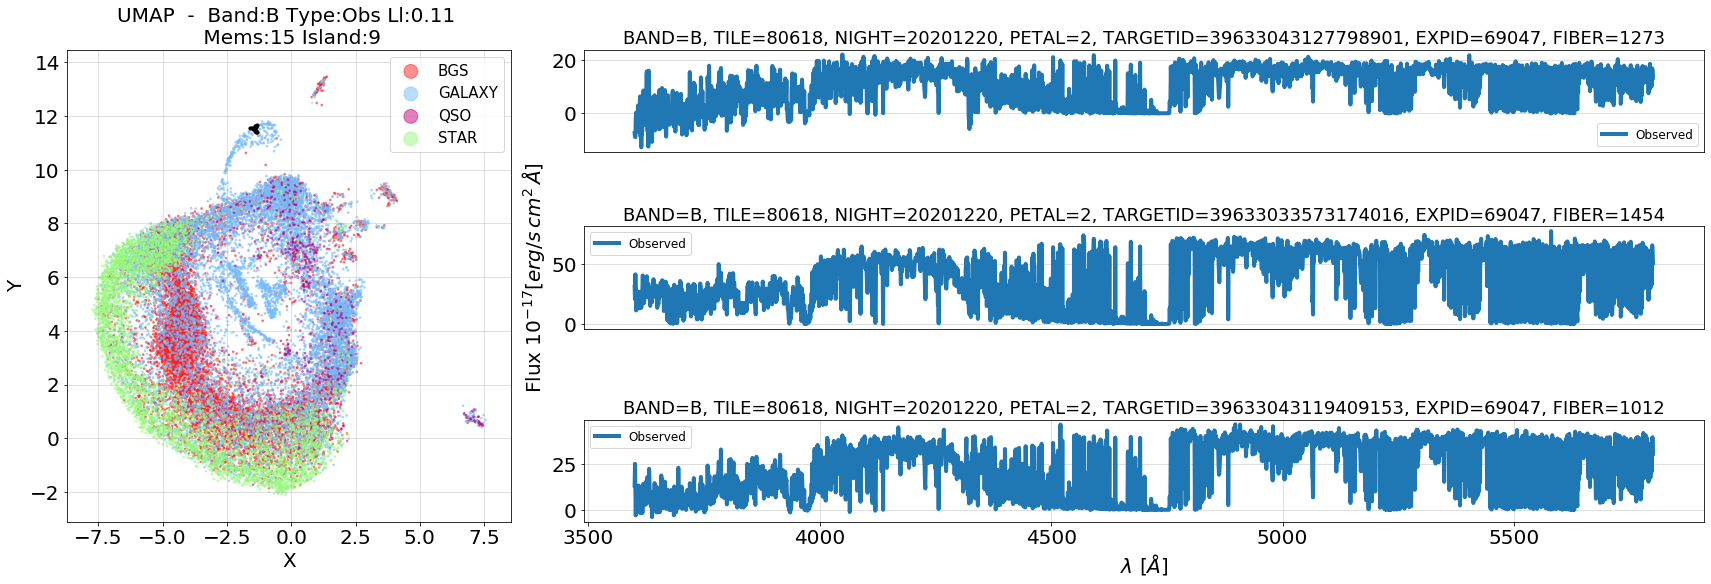 UMAP  -  Band:B Type:Obs Ll:0.11
Mems:15 Island:9
14
12
10
8
6
4
2
0
−2
Y
−7.5
−5.0
−2.5
0.0
2.5
5.0
7.5
X
BGS
GALAXY
QSO
STAR
Flux 10^{-17}[erg/s cm^2 Å]
BAND=B, TILE=80618, NIGHT=20201220, PETAL=2, TARGETID=39633043127798901, EXPID=69047, FIBER=1273
20
0
Observed
BAND=B, TILE=80618, NIGHT=20201220, PETAL=2, TARGETID=39633033573174016, EXPID=69047, FIBER=1454
50
0
Observed
BAND=B, TILE=80618, NIGHT=20201220, PETAL=2, TARGETID=39633043119409153, EXPID=69047, FIBER=1012
25
0
Observed
3500
4000
4500
5000
5500
λ [Å]